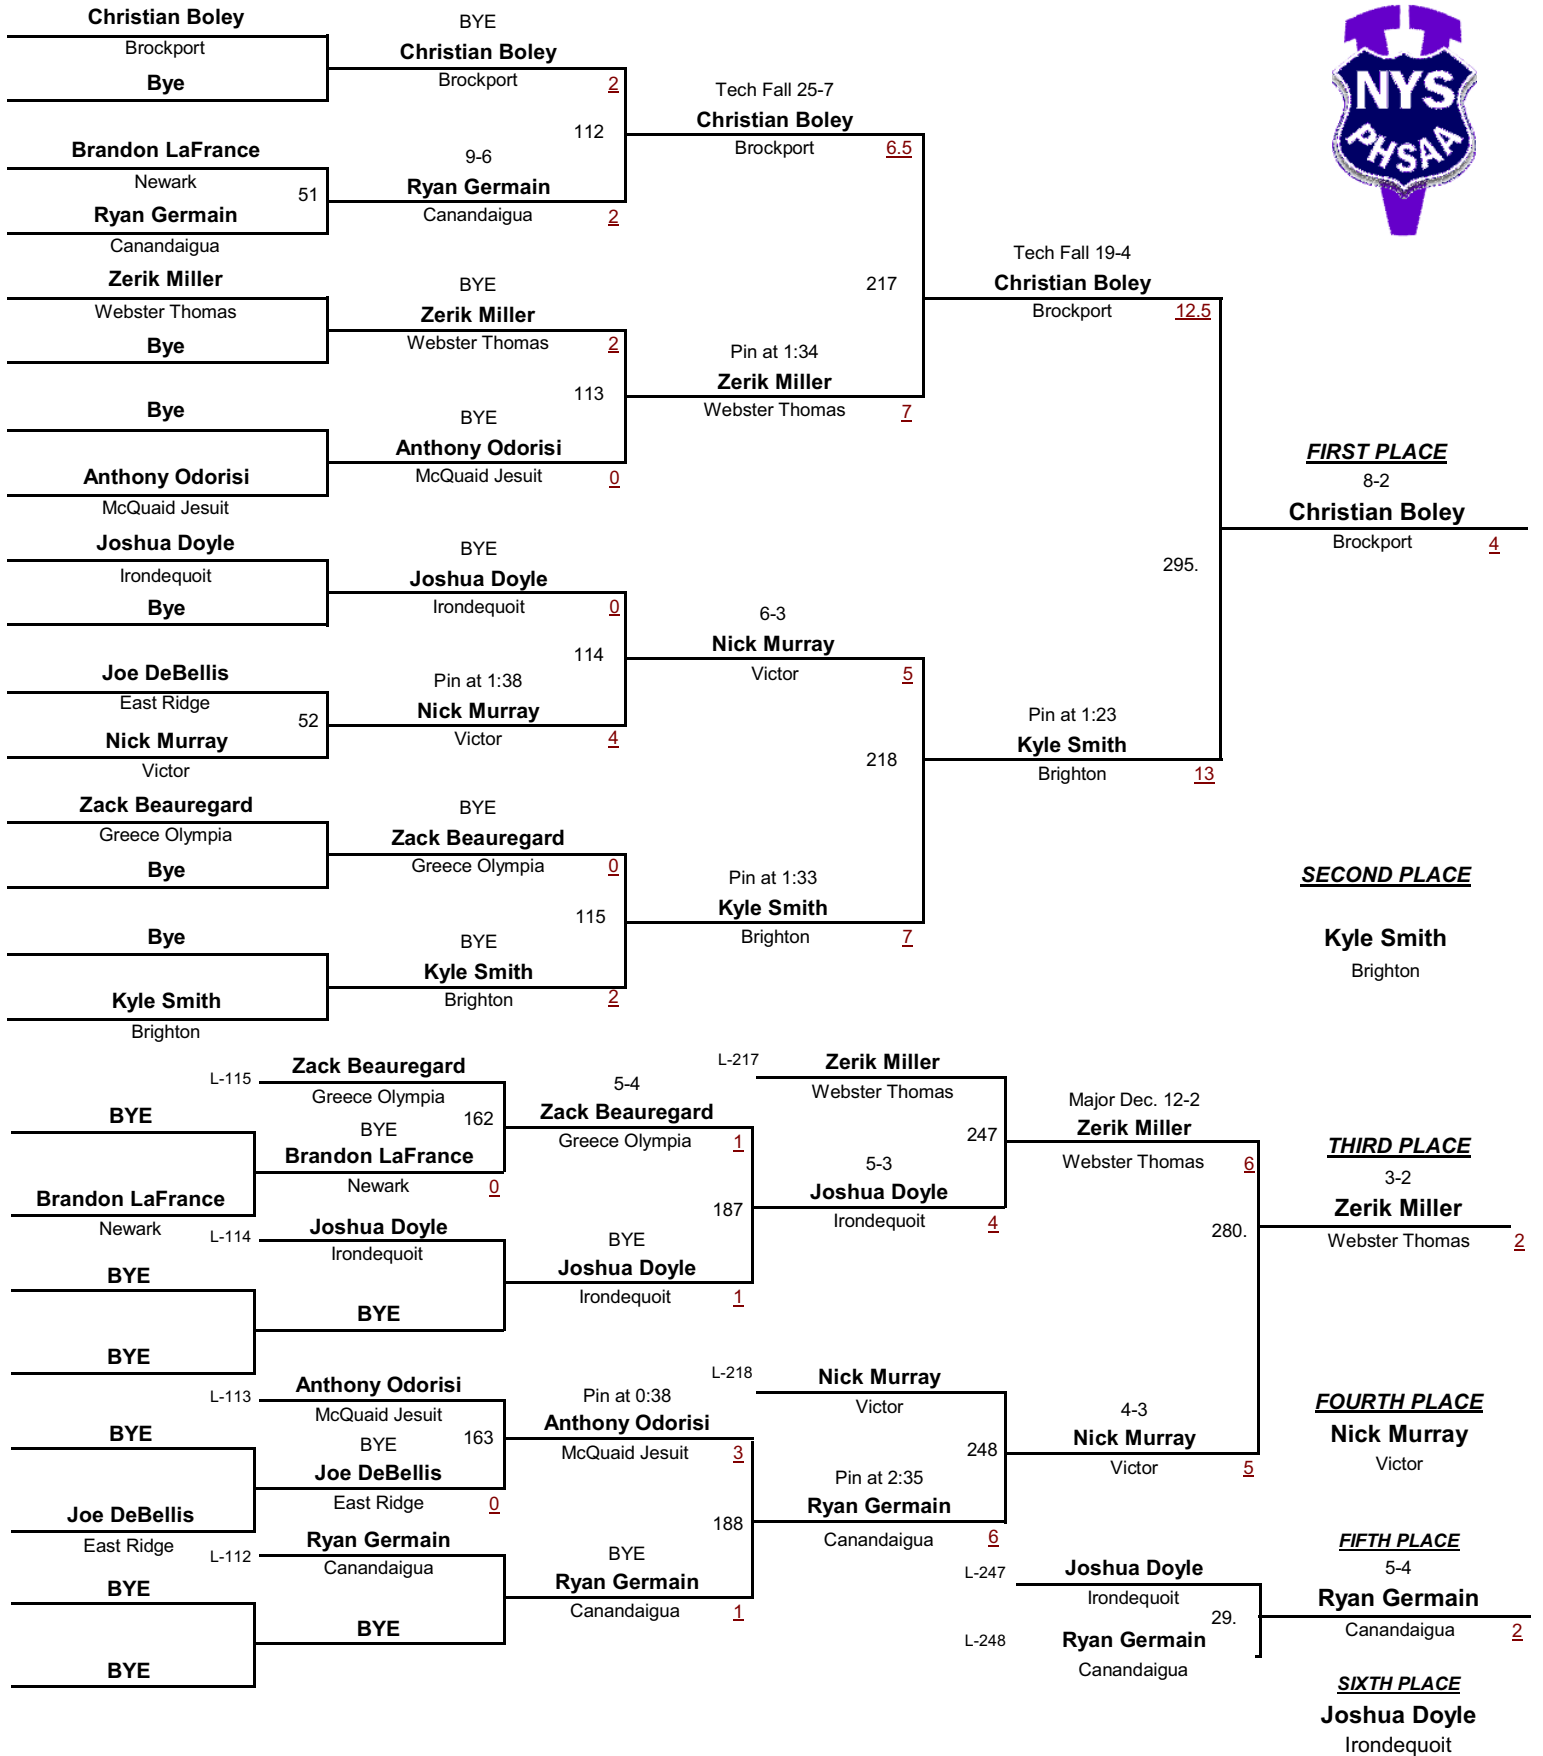 Christian Boley
Brockport
Bye
Brandon LaFrance
Newark
51
Ryan Germain
Canandaigua
Zerik Miller
Webster Thomas
Bye
Bye
Anthony Odorisi
McQuaid Jesuit
Joshua Doyle
Irondequoit
Bye
Joe DeBellis
East Ridge
52
Nick Murray
Victor
Zack Beauregard
Greece Olympia
Bye
Bye
Kyle Smith
Brighton
BYE
Christian Boley
Brockport 2
112
9-6
Ryan Germain
Canandaigua 2
BYE
Zerik Miller
Webster Thomas 2
113
BYE
Anthony Odorisi
McQuaid Jesuit 0
BYE
Joshua Doyle
Irondequoit 0
114
Pin at 1:38
Nick Murray
Victor 4
BYE
Zack Beauregard
Greece Olympia 0
115
BYE
Kyle Smith
Brighton 2
Tech Fall 25-7
Christian Boley
Brockport 6.5
217
Pin at 1:34
Zerik Miller
Webster Thomas 7
6-3
Nick Murray
Victor 5
218
Pin at 1:33
Kyle Smith
Brighton 7
Tech Fall 19-4
Christian Boley
Brockport 12.5
295.
Pin at 1:23
Kyle Smith
Brighton 13
NYS
PHSAA
FIRST PLACE
8-2
Christian Boley
Brockport 4
SECOND PLACE
Kyle Smith
Brighton
BYE
Brandon LaFrance
Newark
BYE
BYE
BYE
Joe DeBellis
East Ridge
BYE
BYE
L-115 Zack Beauregard
Greece Olympia
162
BYE
Brandon LaFrance
Newark 0
L-114 Joshua Doyle
Irondequoit
BYE
L-113 Anthony Odorisi
McQuaid Jesuit
163
BYE
Joe DeBellis
East Ridge 0
L-112 Ryan Germain
Canandaigua
BYE
5-4
Zack Beauregard
Greece Olympia 1
187
BYE
Joshua Doyle
Irondequoit 1
Pin at 0:38
Anthony Odorisi
McQuaid Jesuit 3
188
BYE
Ryan Germain
Canandaigua 1
L-217 Zerik Miller
Webster Thomas
247
5-3
Joshua Doyle
Irondequoit 4
L-218 Nick Murray
Victor
248
Pin at 2:35
Ryan Germain
Canandaigua 6
Major Dec. 12-2
Zerik Miller
Webster Thomas 6
280.
4-3
Nick Murray
Victor 5
L-247 Joshua Doyle
Irondequoit
29.
L-248 Ryan Germain
Canandaigua
THIRD PLACE
3-2
Zerik Miller
Webster Thomas 2
FOURTH PLACE
Nick Murray
Victor
FIFTH PLACE
5-4
Ryan Germain
Canandaigua 2
SIXTH PLACE
Joshua Doyle
Irondequoit